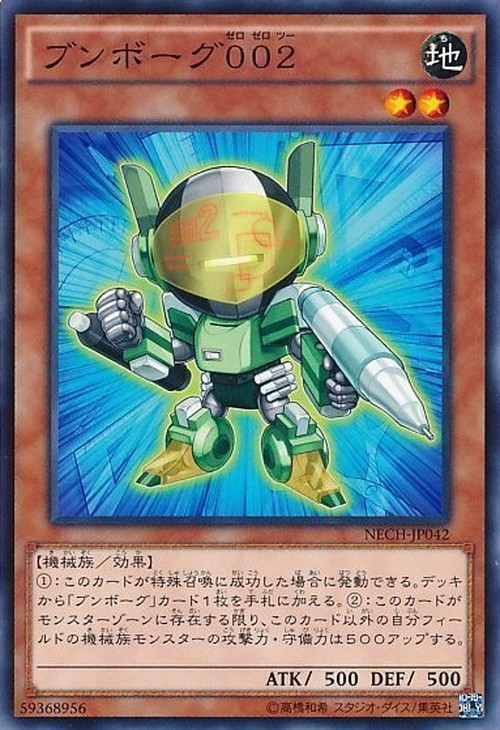 ゼロ ゼロ ツー
ブンボーグ002
ち
地
NECH-JP042
【機械族／効果】
①：このカードが特殊召喚に成功した場合に発動できる。デッキ
から「ブンボーグ」カード1枚を手札に加える。②：このカードが
モンスターゾーンに存在する限り、このカード以外の自分フィー
ルドの機械族モンスターの攻撃力・守備力は500アップする。
ATK/ 500 DEF/ 500
59368956
©高橋和希 スタジオ・ダイス/集英社